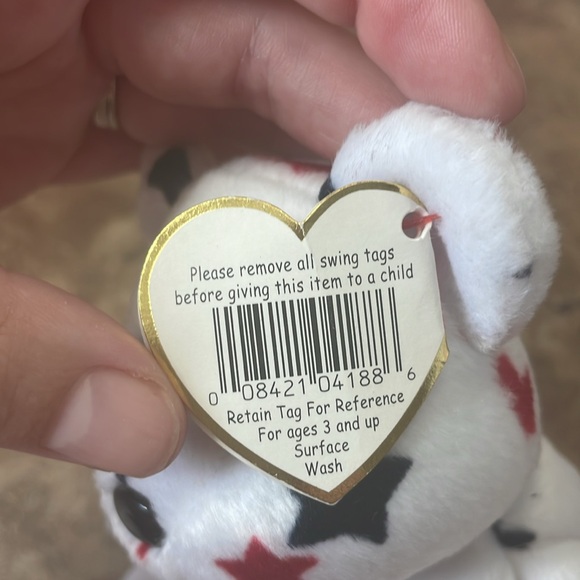 Please remove all swing tags
before giving this item to a child
0 08421 04188 6
Retain Tag For Reference
For ages 3 and up
Surface
Wash